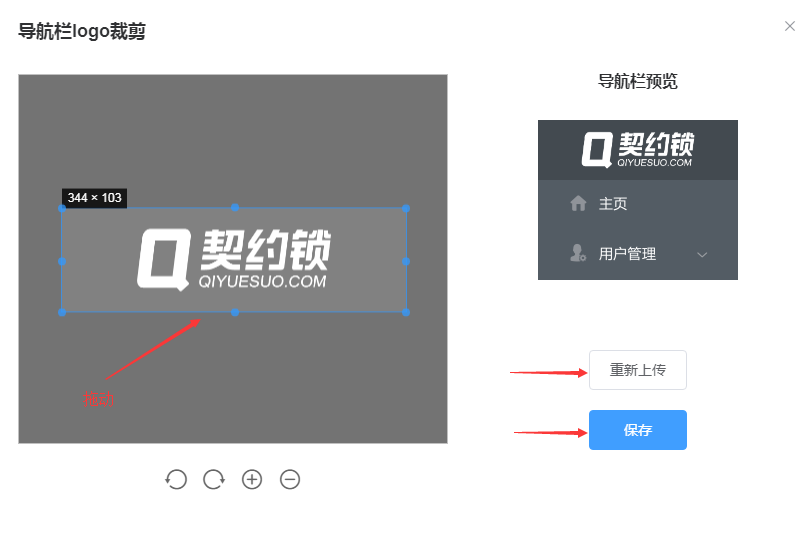 导航栏logo裁剪
导航栏预览
344 × 103
契约锁
QIYUESUO.COM
契约锁
QIYUESUO.COM
主页
用户管理
重新上传
保存